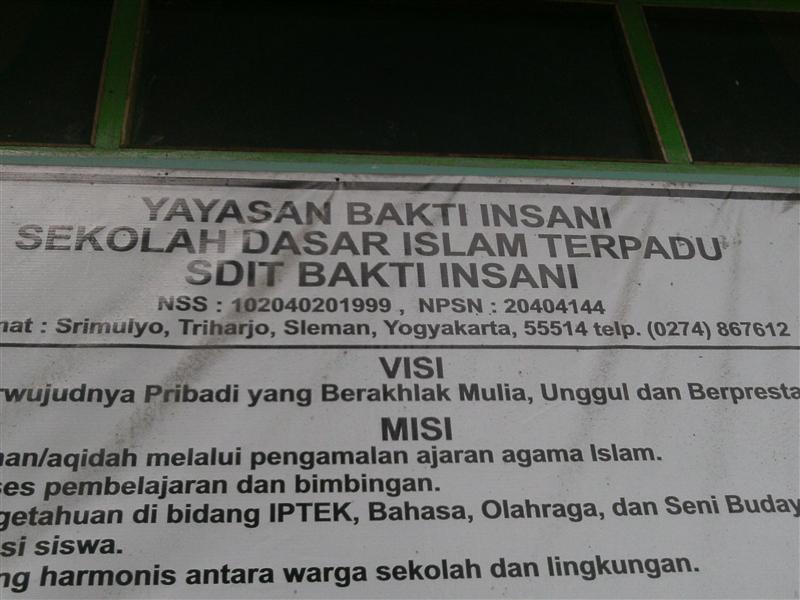 YAYASAN BAKTI INSANI
SEKOLAH DASAR ISLAM TERPADU
SDIT BAKTI INSANI
NSS : 102040201999 , NPSN : 20404144
mat : Srimulyo, Triharjo, Sleman, Yogyakarta, 55514 telp. (0274) 867612
VISI
rwujudnya Pribadi yang Berakhlak Mulia, Unggul dan Berpresta
MISI
nan/aqidah melalui pengamalan ajaran agama Islam.
ses pembelajaran dan bimbingan.
getahuan di bidang IPTEK, Bahasa, Olahraga, dan Seni Buday
si siswa.
ng harmonis antara warga sekolah dan lingkungan.